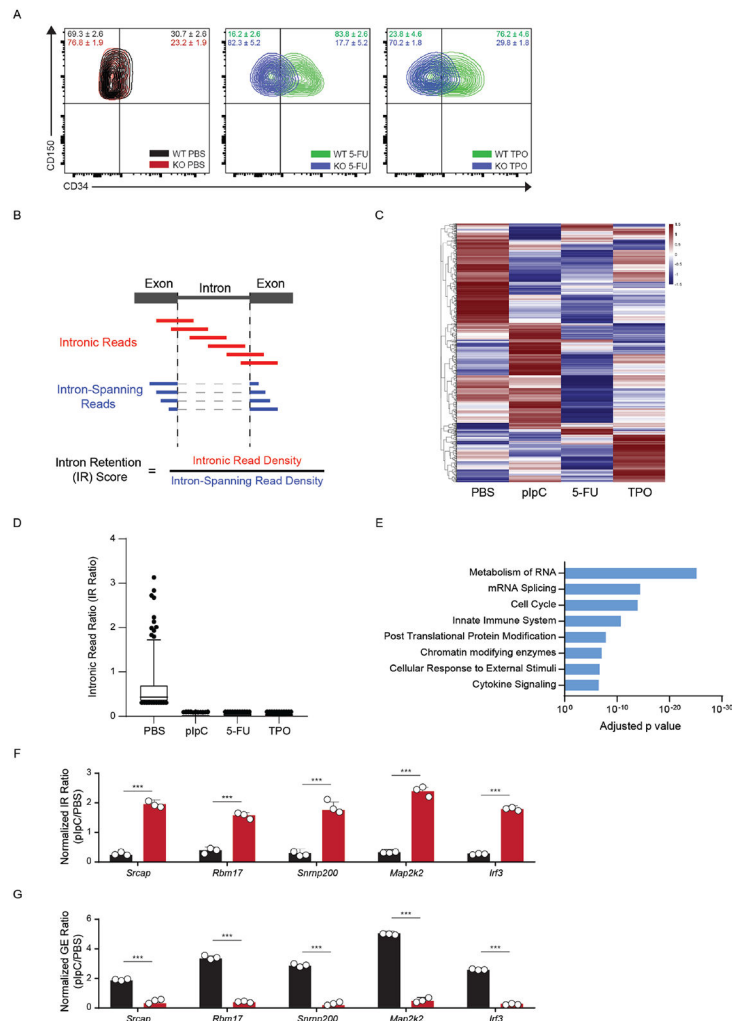 A
69.3 ± 2.6 30.7 ± 2.6
76.8 ± 1.9 23.2 ± 1.9
WT PBS
KO PBS
16.2 ± 2.6 83.8 ± 2.6
82.3 ± 5.2 17.7 ± 5.2
WT 5-FU
KO 5-FU
23.8 ± 4.6 76.2 ± 4.6
70.2 ± 1.8 29.8 ± 1.8
WT TPO
KO TPO
CD150
CD34
B
Exon Intron Exon
Intronic Reads
Intron-Spanning
Reads
Intron Retention
(IR) Score
=
Intronic Read Density
Intron-Spanning Read Density
C
PBS pIpC 5-FU TPO
D
Intronic Read Ratio (IR Ratio)
4
3
2
1
0
PBS pIpC 5-FU TPO
E
Metabolism of RNA
mRNA Splicing
Cell Cycle
Innate Immune System
Post Translational Protein Modification
Chromatin modifying enzymes
Cellular Response to External Stimuli
Cytokine Signaling
10⁰ 10⁻¹⁰ 10⁻²⁰ 10⁻³⁰
Adjusted p value
F
Normalized IR Ratio
(pIpC/PBS)
3
2
1
0
*** *** *** *** ***
Srcap Rbm17 Snrnp200 Map2k2 Irf3
G
Normalized GE Ratio
(pIpC/PBS)
6
4
2
0
*** *** *** *** ***
Srcap Rbm17 Snrnp200 Map2k2 Irf3